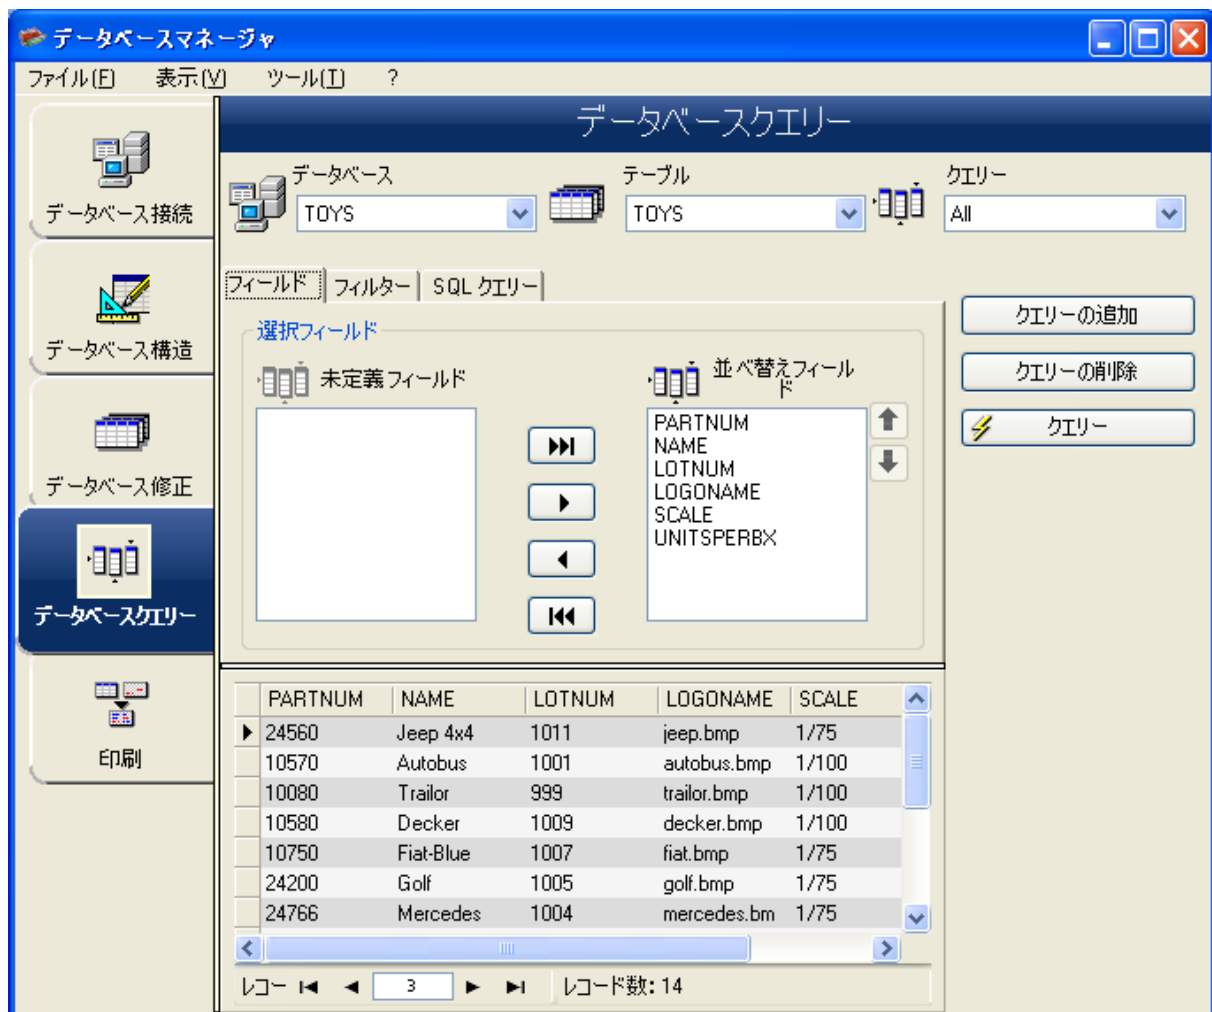 データベースマネージャ
ファイル(F) 表示(V) ツール(T) ?
データベースクエリー
データベース接続
データベース構造
データベース修正
データベースクエリー
印刷
データベース テーブル クエリー
TOYS TOYS All
フィールド フィルター SQL クエリー
選択フィールド
未定義フィールド
並べ替えフィール
ド
PARTNUM
NAME
LOTNUM
LOGONAME
SCALE
UNITSPERBX
クエリーの追加
クエリーの削除
クエリー
PARTNUM NAME LOTNUM LOGONAME SCALE
24560 Jeep 4x4 1011 jeep.bmp 1/75
10570 Autobus 1001 autobus.bmp 1/100
10080 Trailor 999 trailor.bmp 1/100
10580 Decker 1009 decker.bmp 1/100
10750 Fiat-Blue 1007 fiat.bmp 1/75
24200 Golf 1005 golf.bmp 1/75
24766 Mercedes 1004 mercedes.bm 1/75
レコー 3 レコード数: 14